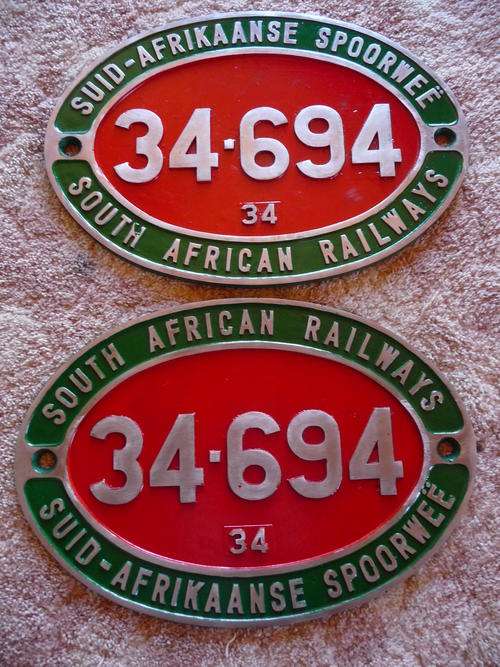 SUID-AFRIKAANSE SPOORWEË
34·694
34
SOUTH AFRICAN RAILWAYS
SOUTH AFRICAN RAILWAYS
34·694
34
SUID-AFRIKAANSE SPOORWEË